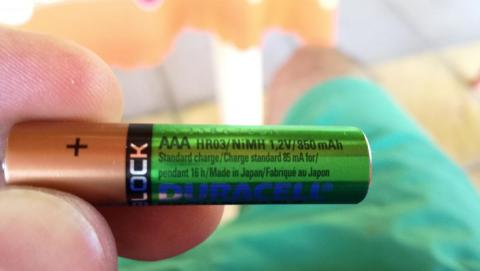 +
LOCK
AAA HR03/NiMH 1,2V/850 mAh
Standard charge/Charge standard 85 mA for/
pendant 16 h/Made in Japan/Fabriqué au Japon
DURACELL®